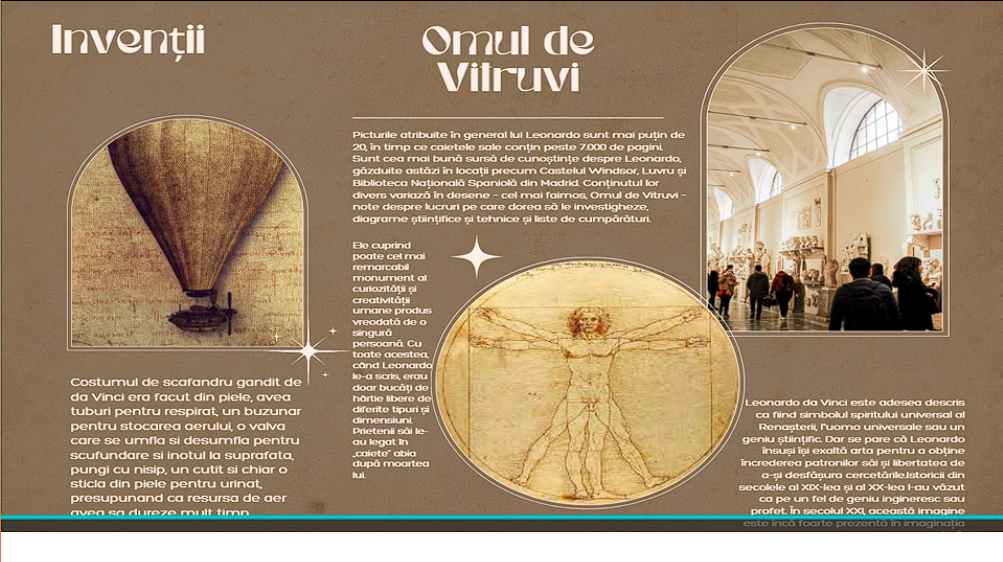 Invenții
Costumul de scafandru gandit de
da Vinci era facut din piele, avea
tuburi pentru respirat, un buzunar
pentru stocarea aerului, o valva
care se umfla si desumfla pentru
scufundare si inotul la suprafata,
pungi cu nisip, un cutit si chiar o
sticla din piele pentru urinat,
presupunand ca resursa de aer
avea sa dureze mult timp
Omul de
Vitruvi
Picturile atribuite în general lui Leonardo sunt mai puțin de
20, în timp ce caietele sale conțin peste 7.000 de pagini.
Sunt cea mai bună sursă de cunoștințe despre Leonardo,
găzduite astăzi în locații precum Castelul Windsor, Luvru și
Biblioteca Națională Spaniolă din Madrid. Conținutul lor
divers variază în desene - cel mai faimos, Omul de Vitruvi -
note despre lucruri pe care dorea să le investigheze,
diagrame științifice și tehnice și liste de cumpărături.
Ele cuprind
poate cel mai
remarcabil
monument al
curiozității și
creativității
umane produs
vreodată de o
singură
persoană. Cu
toate acestea,
când Leonardo
le-a scris, erau
doar bucăți de
hârtie libere de
diferite tipuri și
dimensiuni.
Prietenii săi le-
au legat în
„caiete” abia
după moartea
lui.
Leonardo da Vinci este adesea descris
ca fiind simbolul spiritului universal al
Renașterii, l'uomo universale sau un
geniu științific. Dar se pare că Leonardo
însuși își exaltă arta pentru a obține
încrederea patronilor săi și libertatea de
a-și desfășura cercetările.Istoricii din
secolele al XIX-lea și al XX-lea l-au văzut
ca pe un fel de geniu ingineresc sau
profet. În secolul XXI, această imagine
este încă foarte prezentă în imaginația